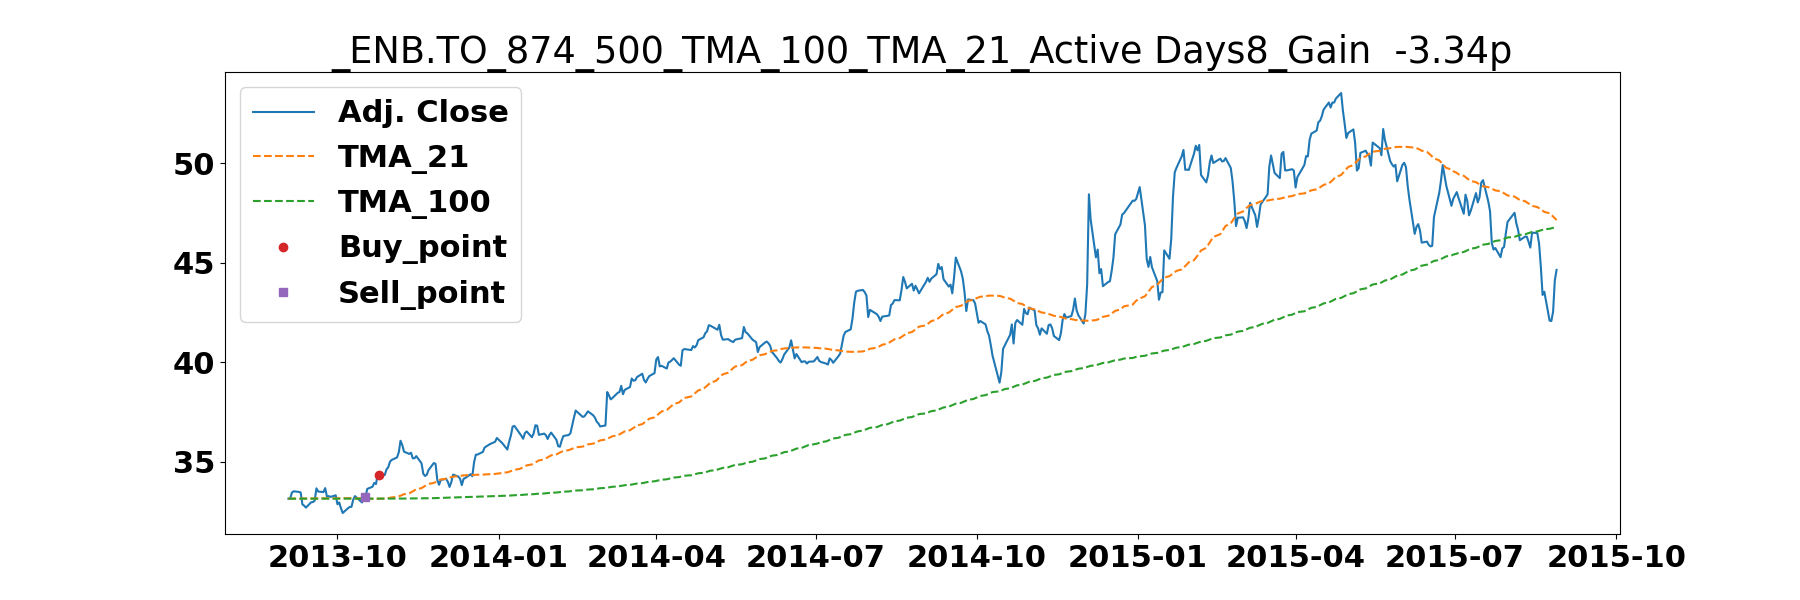 _ENB.TO_874_500_TMA_100_TMA_21_Active Days8_Gain  -3.34p
Adj. Close
TMA_21
TMA_100
Buy_point
Sell_point
50
45
40
35
2013-10 2014-01 2014-04 2014-07 2014-10 2015-01 2015-04 2015-07 2015-10